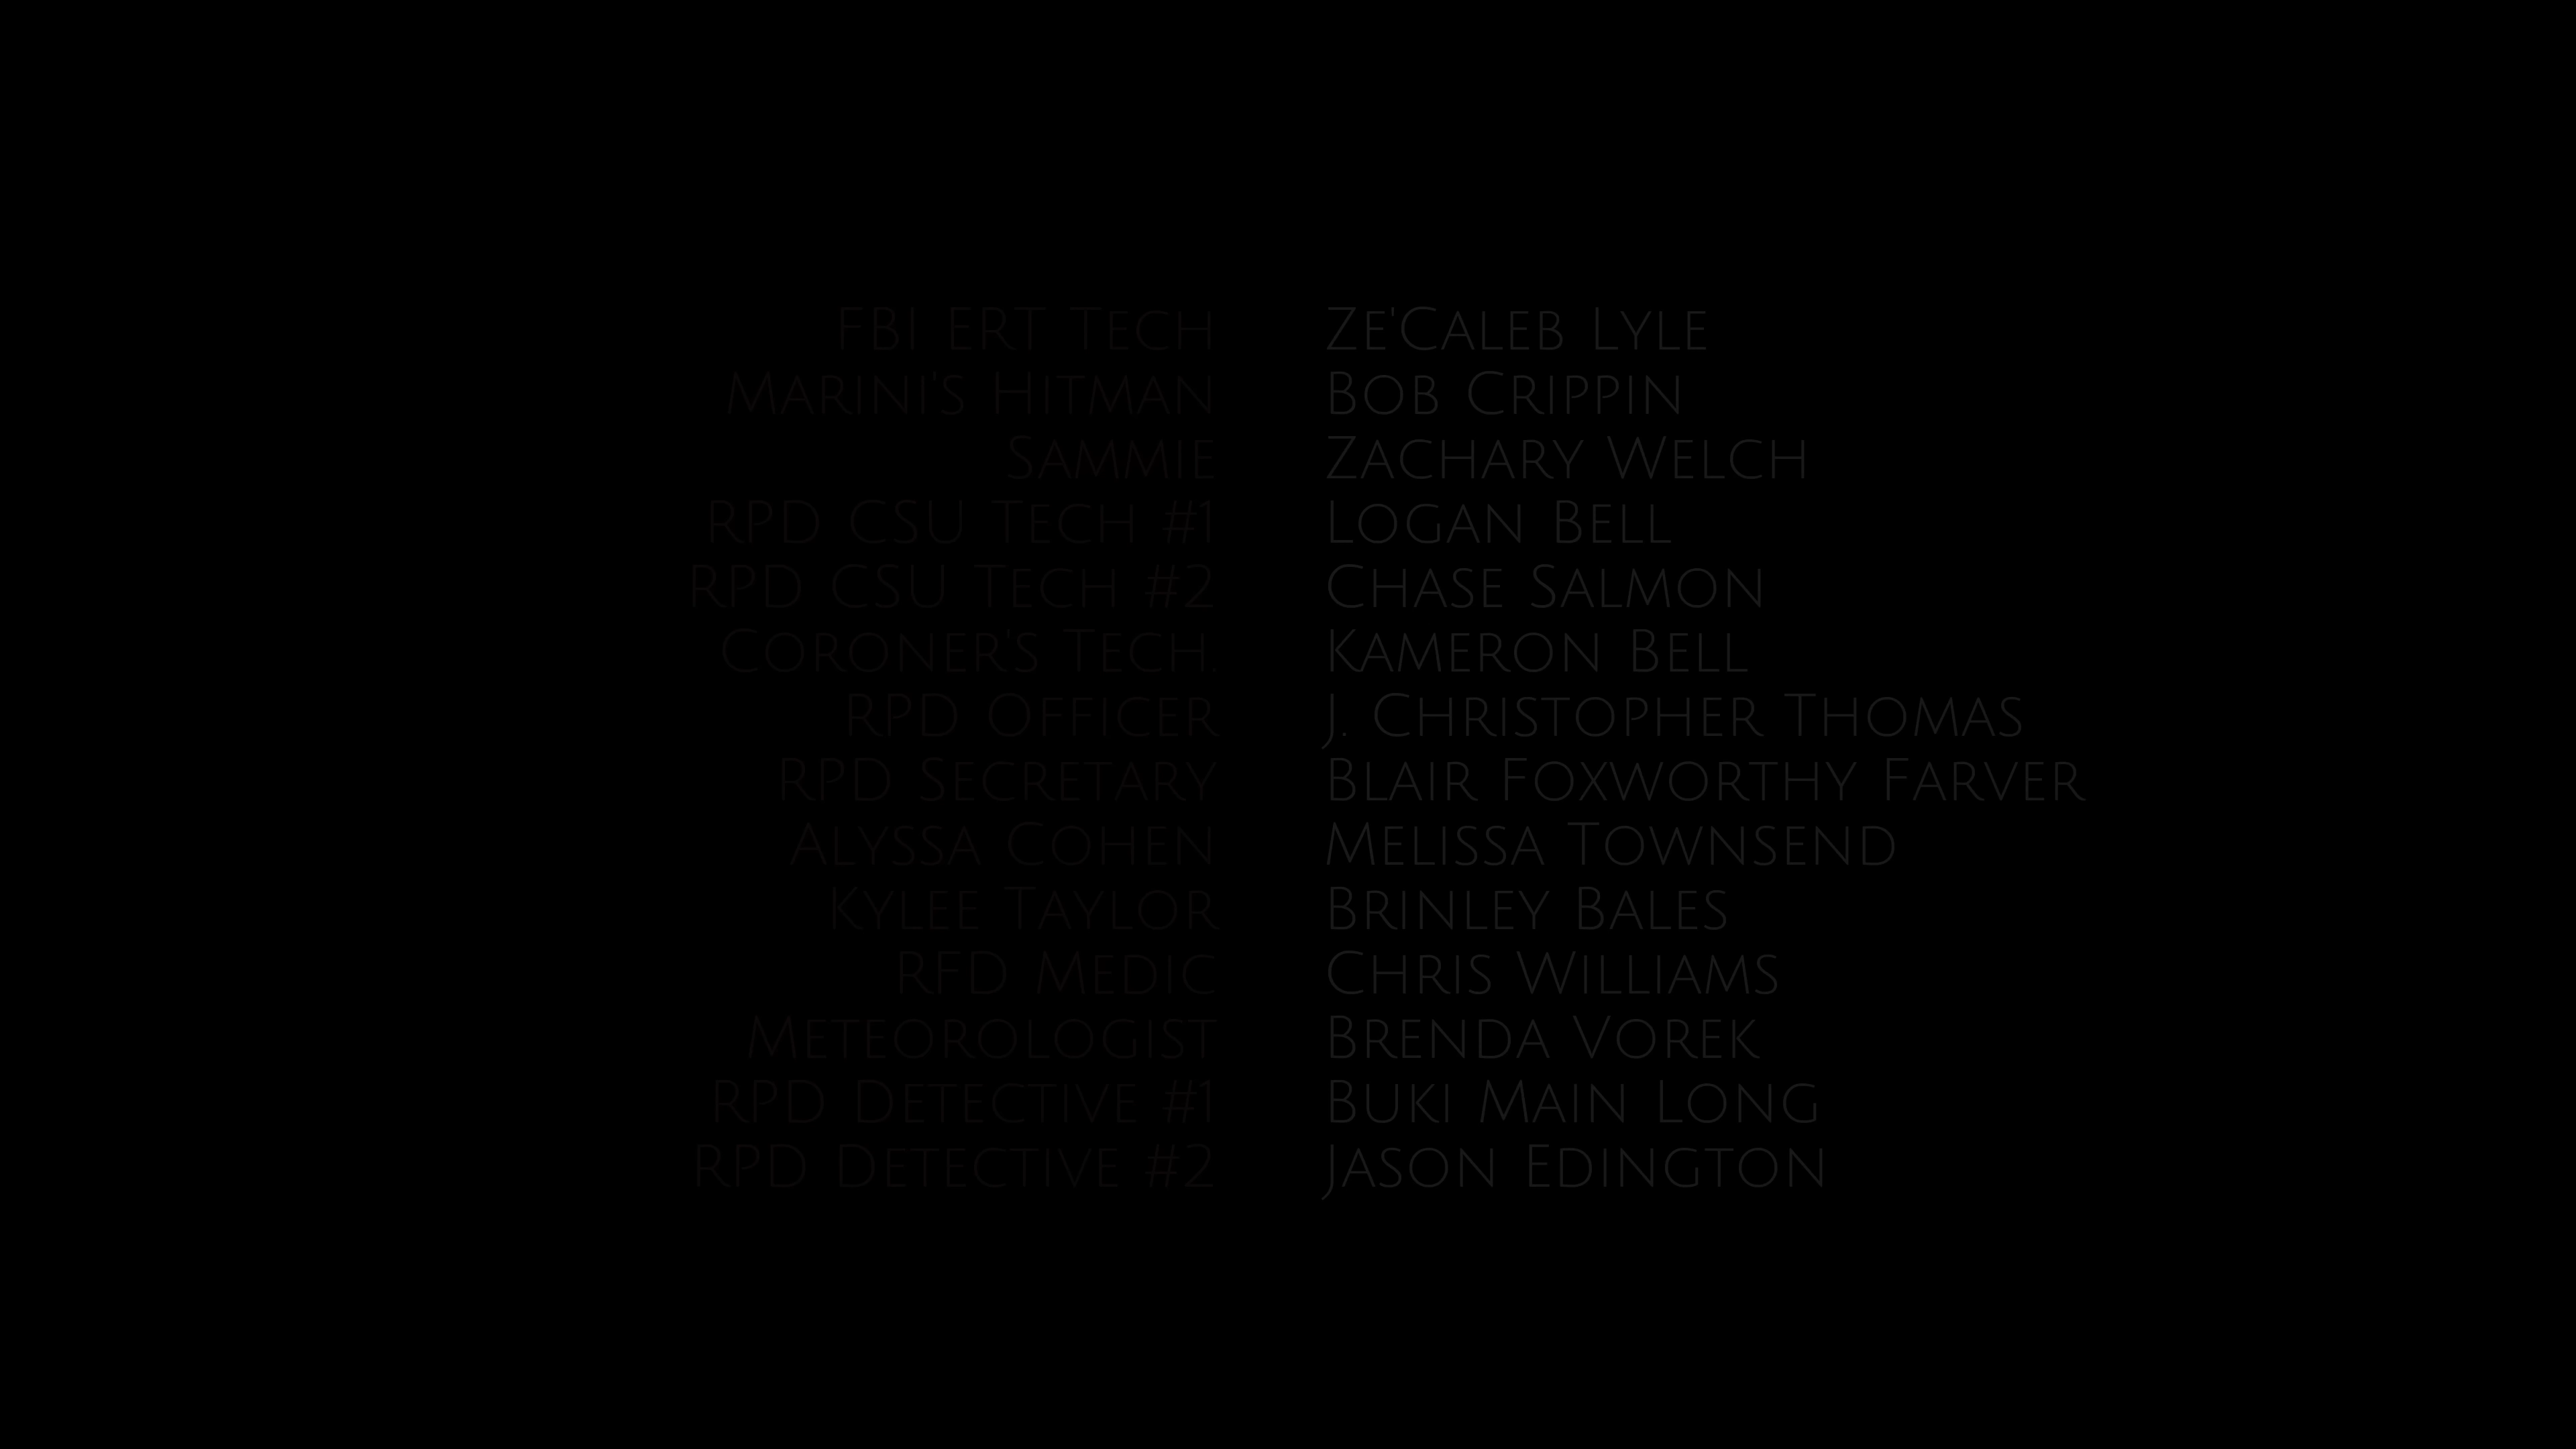 FBI ERT Tech Ze'Caleb Lyle
Marini's Hitman Bob Crippin
Sammie Zachary Welch
RPD CSU Tech #1 Logan Bell
RPD CSU Tech #2 Chase Salmon
Coroner's Tech. Kameron Bell
RPD Officer J. Christopher Thomas
RPD Secretary Blair Foxworthy Farver
Alyssa Cohen Melissa Townsend
Kylee Taylor Brinley Bales
RFD Medic Chris Williams
Meteorologist Brenda Vorek
RPD Detective #1 Buki Main Long
RPD Detective #2 Jason Edington